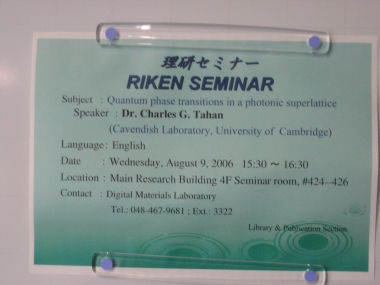 理研セミナー
RIKEN SEMINAR
Subject : Quantum phase transitions in a photonic superlattice
Speaker : Dr. Charles G. Tahan
(Cavendish Laboratory, University of Cambridge)
Language : English
Date : Wednesday, August 9, 2006 15:30 ～ 16:30
Location : Main Research Building 4F Seminar room, #424--426
Contact : Digital Materials Laboratory
Tel.: 048-467-9681 ; Ext.: 3322
Library & Publication Section